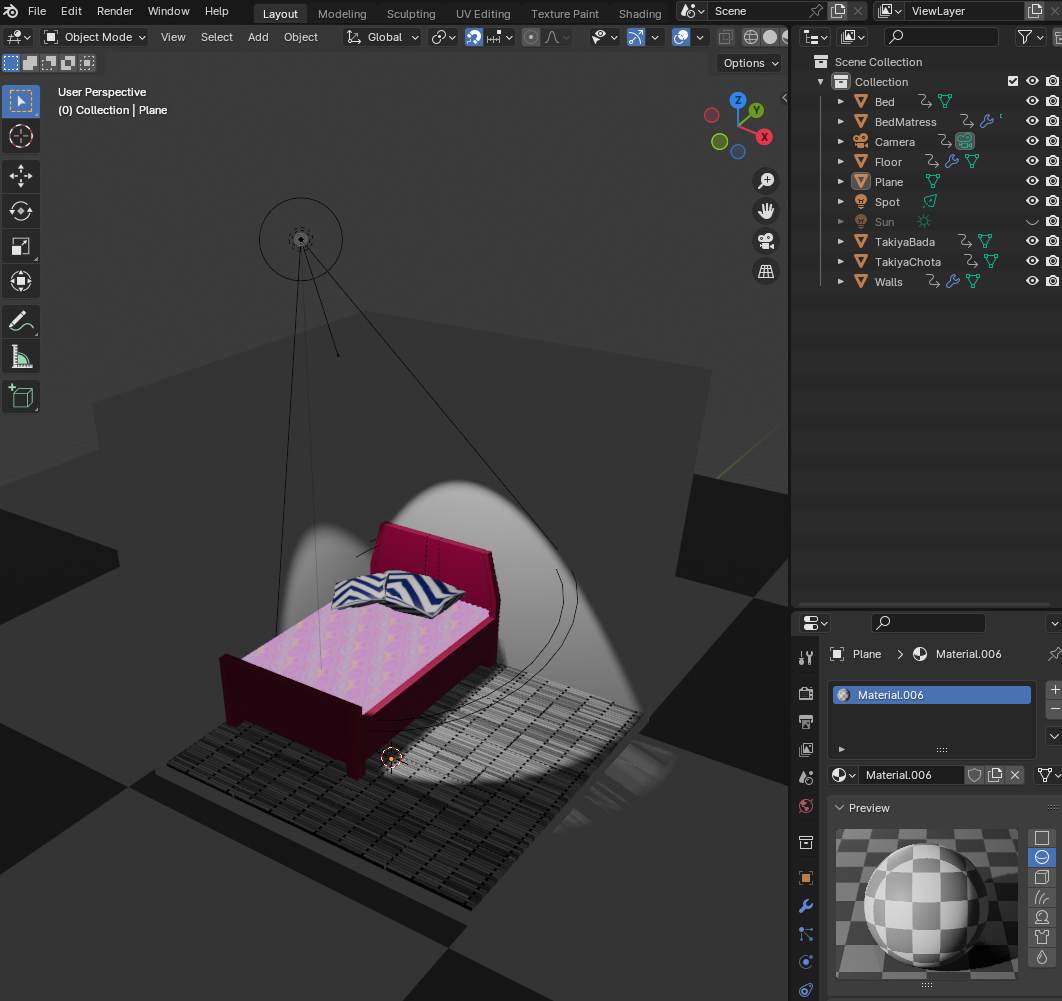 File Edit Render Window Help Layout Modeling Sculpting UV Editing Texture Paint Shading Scene ViewLayer
Object Mode View Select Add Object Global
Options
User Perspective
(0) Collection | Plane
Z
Y
X
Scene Collection
Collection
Bed
BedMatress
Camera
Floor
Plane
Spot
Sun
TakiyaBada
TakiyaChota
Walls
Plane Material.006
Material.006
Material.006
Preview